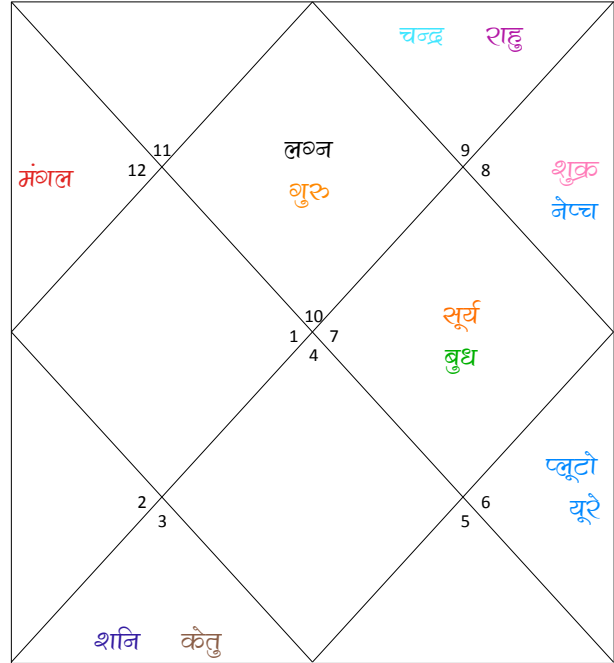 चन्द्र राहु
11 9
12 8
लग्न
मंगल
शुक्र
गुरु
नेप्च
10
1 7
4
सूर्य
बुध
प्लूटो
2 6
यूरे
3 5
शनि केतु